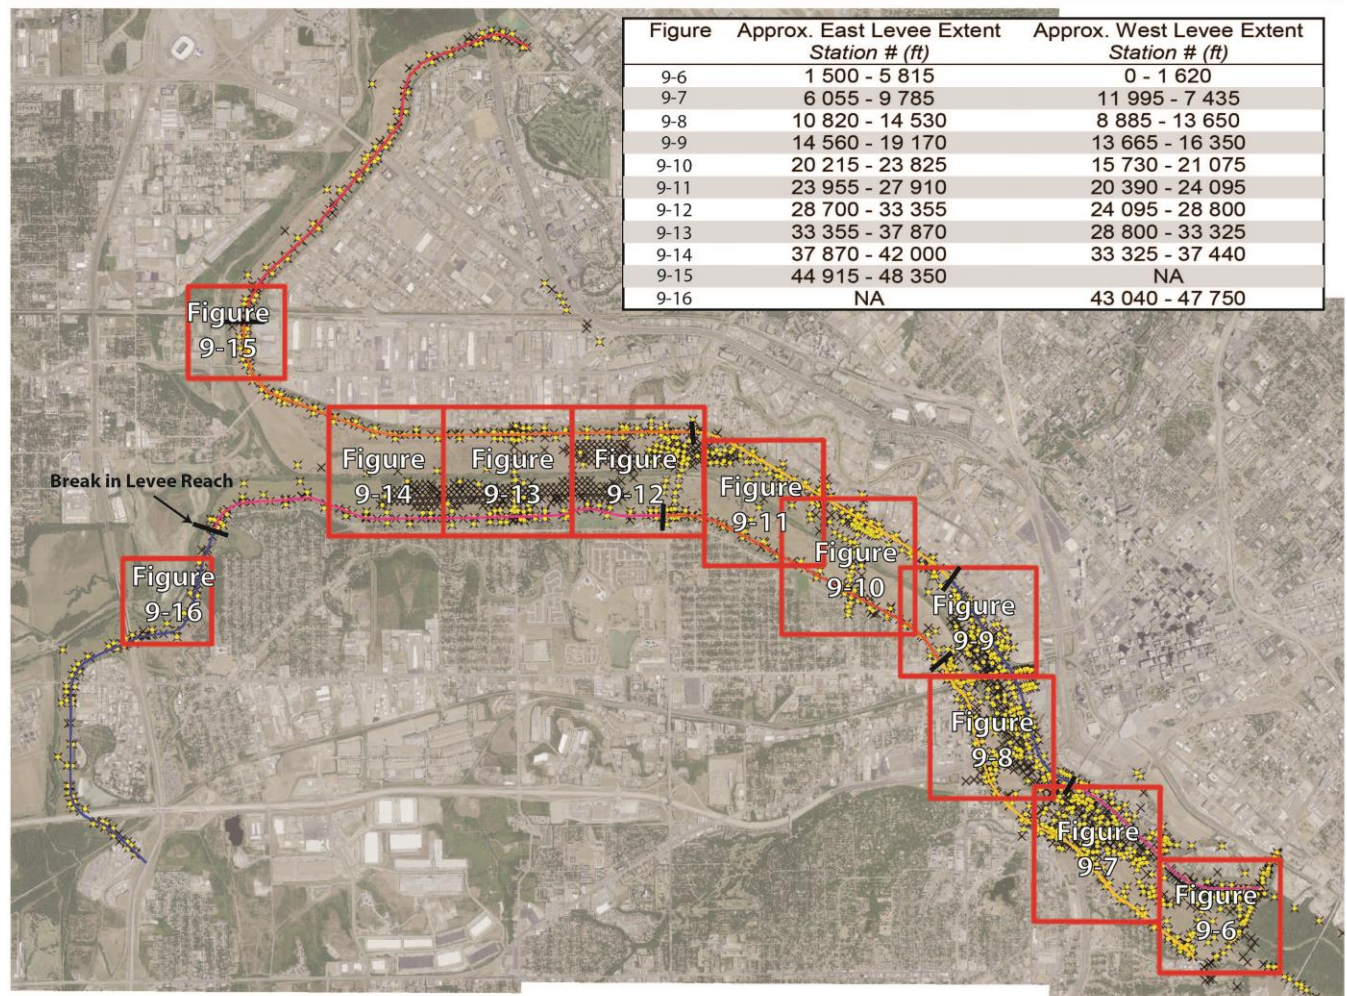 Figure Approx. East Levee Extent Approx. West Levee Extent
Station # (ft) Station # (ft)
9-6 1 500 - 5 815 0 - 1 620
9-7 6 055 - 9 785 11 995 - 7 435
9-8 10 820 - 14 530 8 885 - 13 650
9-9 14 560 - 19 170 13 665 - 16 350
9-10 20 215 - 23 825 15 730 - 21 075
9-11 23 955 - 27 910 20 390 - 24 095
9-12 28 700 - 33 355 24 095 - 28 800
9-13 33 355 - 37 870 28 800 - 33 325
9-14 37 870 - 42 000 33 325 - 37 440
9-15 44 915 - 48 350 NA
9-16 NA 43 040 - 47 750
Figure
9-15
Figure
9-14
Figure
9-13
Figure
9-12
Break in Levee Reach
Figure
9-11
Figure
9-10
Figure
9-16
Figure
9-9
Figure
9-8
Figure
9-7
Figure
9-6